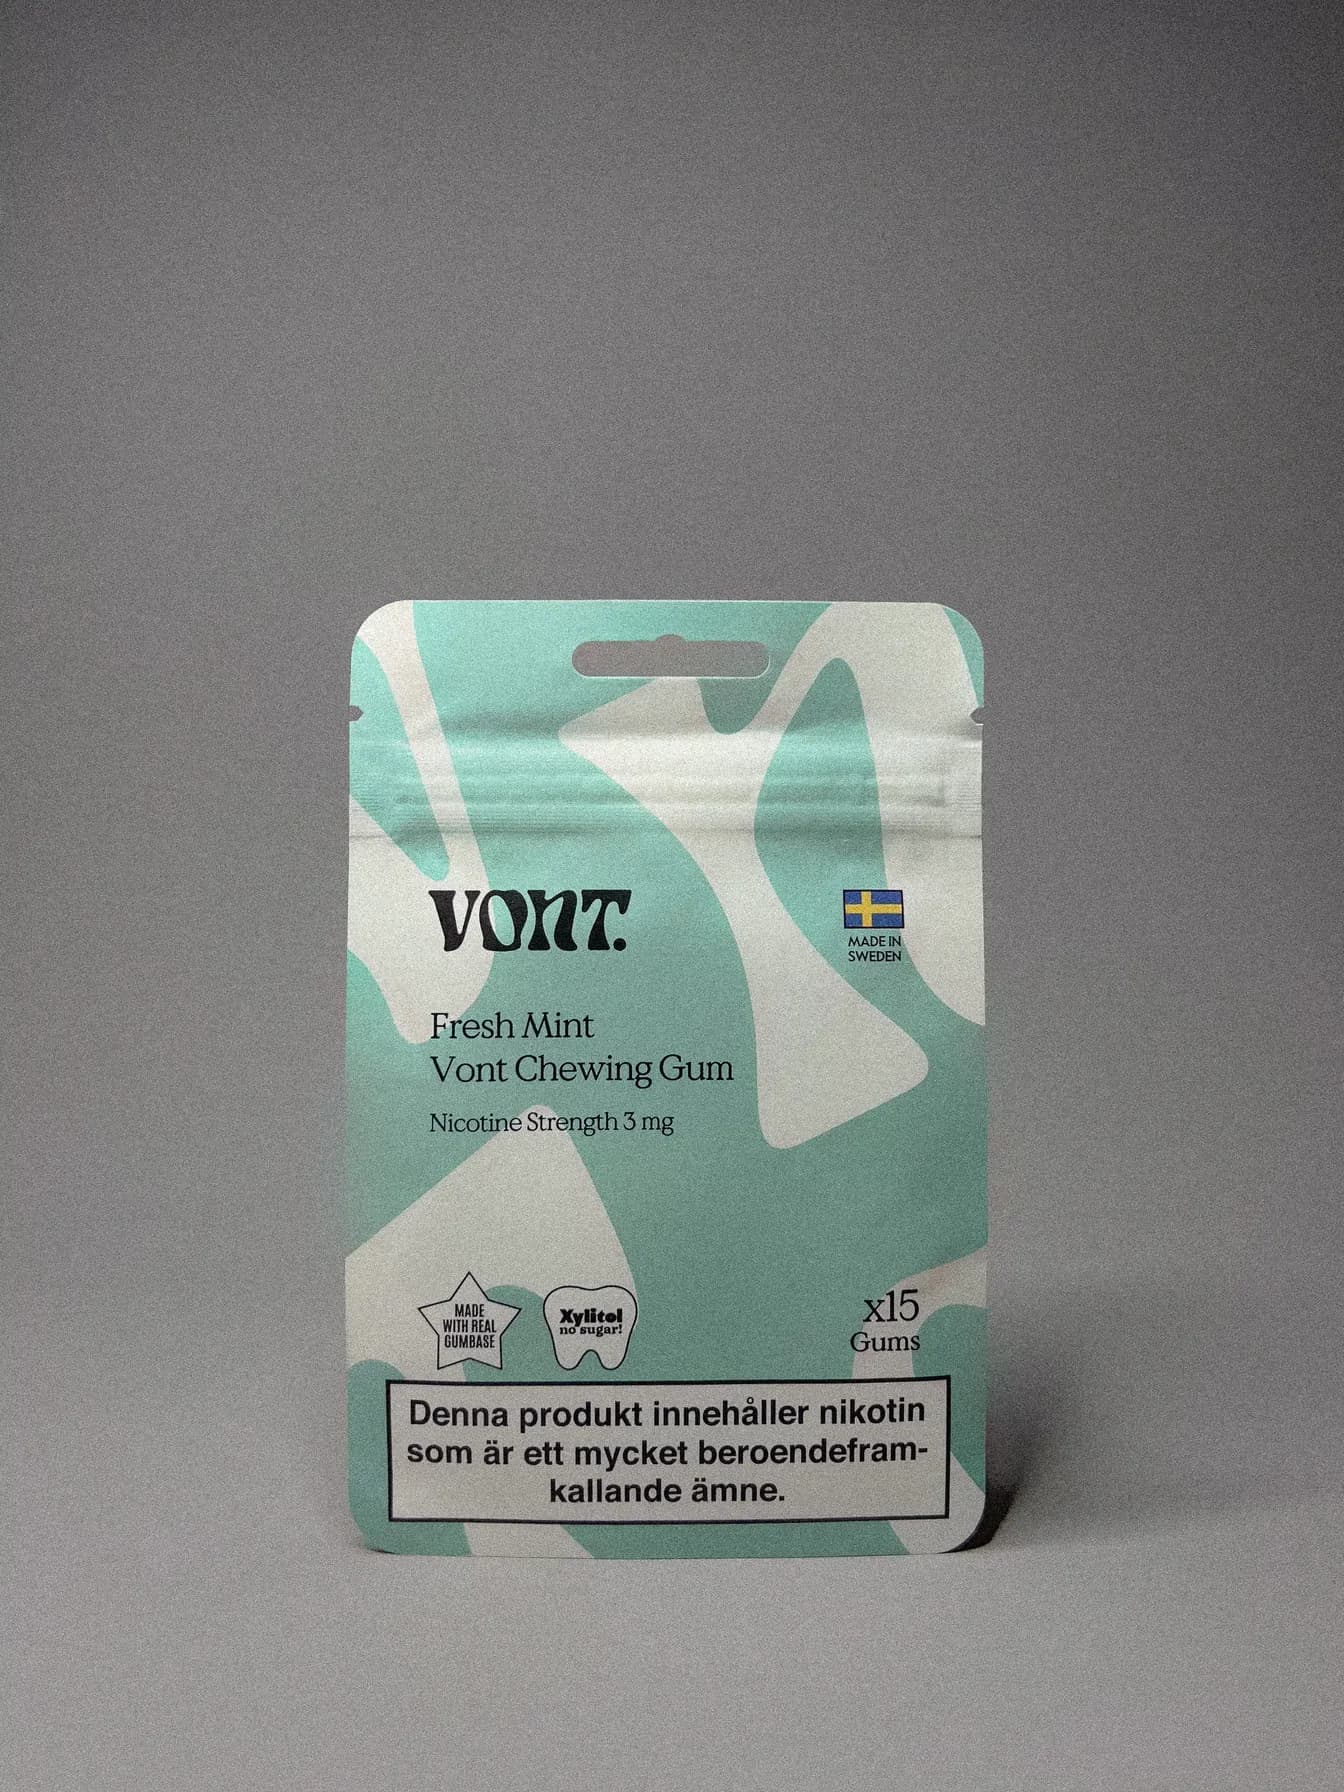 VONT.
MADE IN
SWEDEN
Fresh Mint
Vont Chewing Gum
Nicotine Strength 3 mg
MADE
WITH REAL
GUMBASE
Xylitol
no sugar!
x15
Gums
Denna produkt innehåller nikotin
som är ett mycket beroendefram-
kallande ämne.